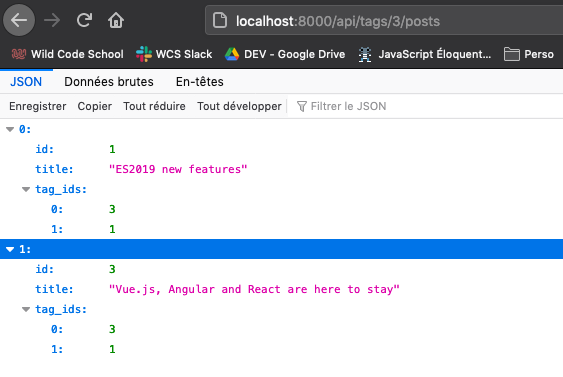 localhost:8000/api/tags/3/posts
Wild Code School WCS Slack DEV - Google Drive JavaScript Éloquent... Perso
JSON Données brutes En-têtes
Enregistrer Copier Tout réduire Tout développer Filtrer le JSON
0:
id: 1
title: "ES2019 new features"
tag_ids:
0: 3
1: 1
1:
id: 3
title: "Vue.js, Angular and React are here to stay"
tag_ids:
0: 3
1: 1